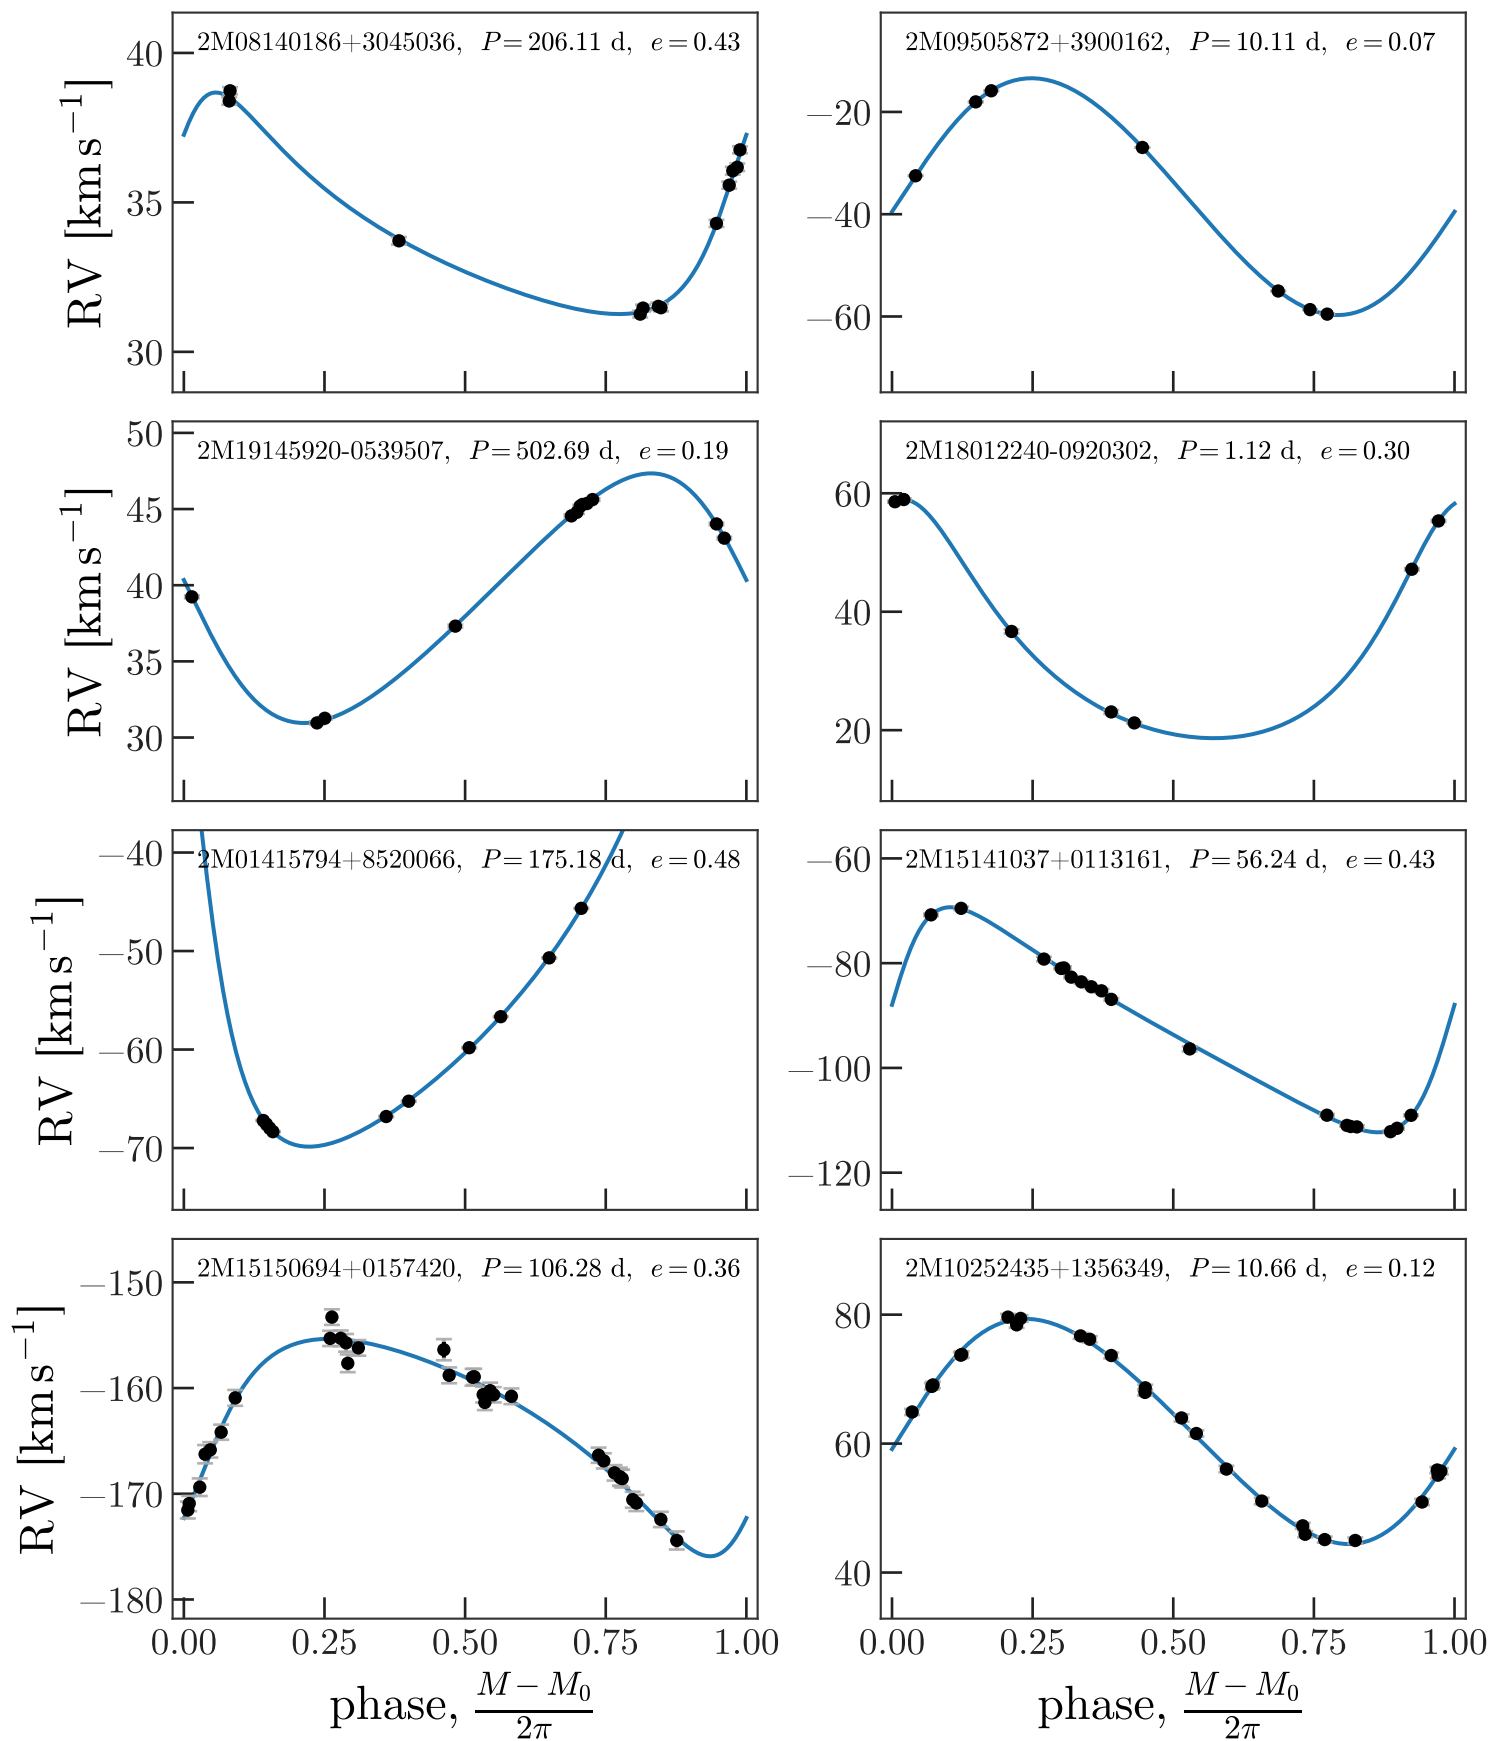 2M08140186+3045036, P = 206.11 d, e = 0.43
40
35
30
RV [km s−1]
2M09505872+3900162, P = 10.11 d, e = 0.07
−20
−40
−60
2M19145920-0539507, P = 502.69 d, e = 0.19
50
45
40
35
30
RV [km s−1]
2M18012240-0920302, P = 1.12 d, e = 0.30
60
40
20
2M01415794+8520066, P = 175.18 d, e = 0.48
−40
−50
−60
−70
RV [km s−1]
2M15141037+0113161, P = 56.24 d, e = 0.43
−60
−80
−100
−120
2M15150694+0157420, P = 106.28 d, e = 0.36
−150
−160
−170
−180
RV [km s−1]
0.00 0.25 0.50 0.75 1.00
phase, M − M0 / 2π
2M10252435+1356349, P = 10.66 d, e = 0.12
80
60
40
0.00 0.25 0.50 0.75 1.00
phase, M − M0 / 2π